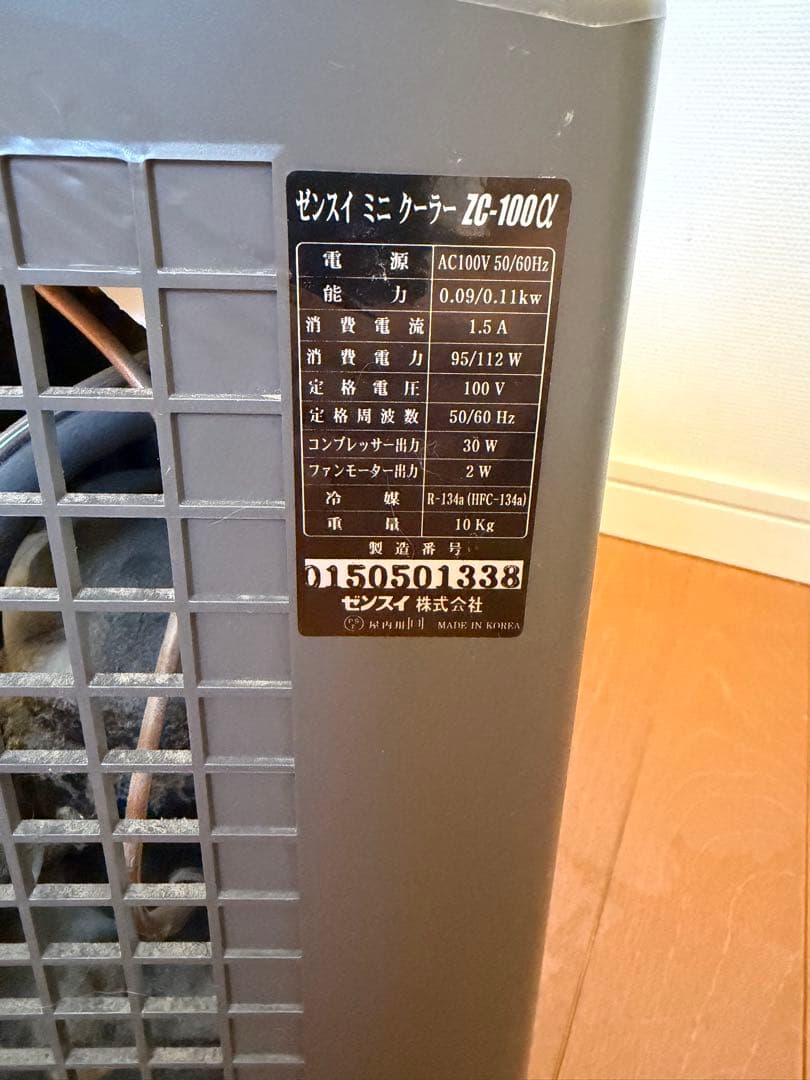 ゼンスイ ミニ クーラー ZC-100α
電源 AC100V 50/60Hz
能力 0.09/0.11kw
消費電流 1.5 A
消費電力 95/112 W
定格電圧 100 V
定格周波数 50/60 Hz
コンプレッサー出力 30 W
ファンモーター出力 2 W
冷媒 R-134a (HFC-134a)
重量 10 Kg
製造番号
0150501338
ゼンスイ 株式会社
PSE 屋内用 MADE IN KOREA